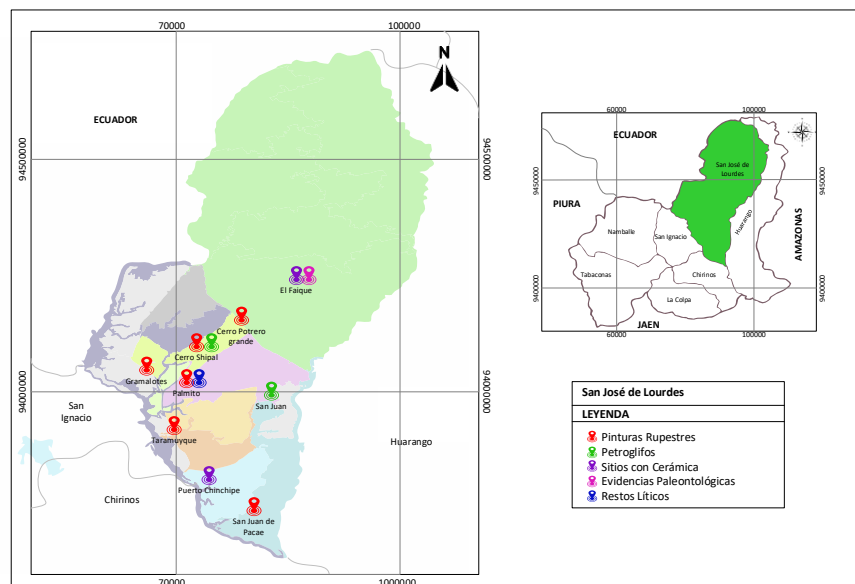 70000
100000
N
ECUADOR
9450000
94500000
El Faique
Cerro Potrero
grande
Cerro Shipal
Gramalotes
Palmito
9400000
94000000
San
Ignacio
San Juan
Taramuyque
Huarango
Puerto Chinchipe
Chirinos
San Juan de
Pacae
70000
1000000
60000
100000
ECUADOR
San José de
Lourdes
9450000
9450000
PIURA
Namballe
San Ignacio
Huarango
AMAZONAS
Tabaconas
Chirinos
9400000
9400000
La Colpa
JAEN
60000
100000
San José de Lourdes
LEYENDA
Pinturas Rupestres
Petroglifos
Sitios con Cerámica
Evidencias Paleontológicas
Restos Líticos